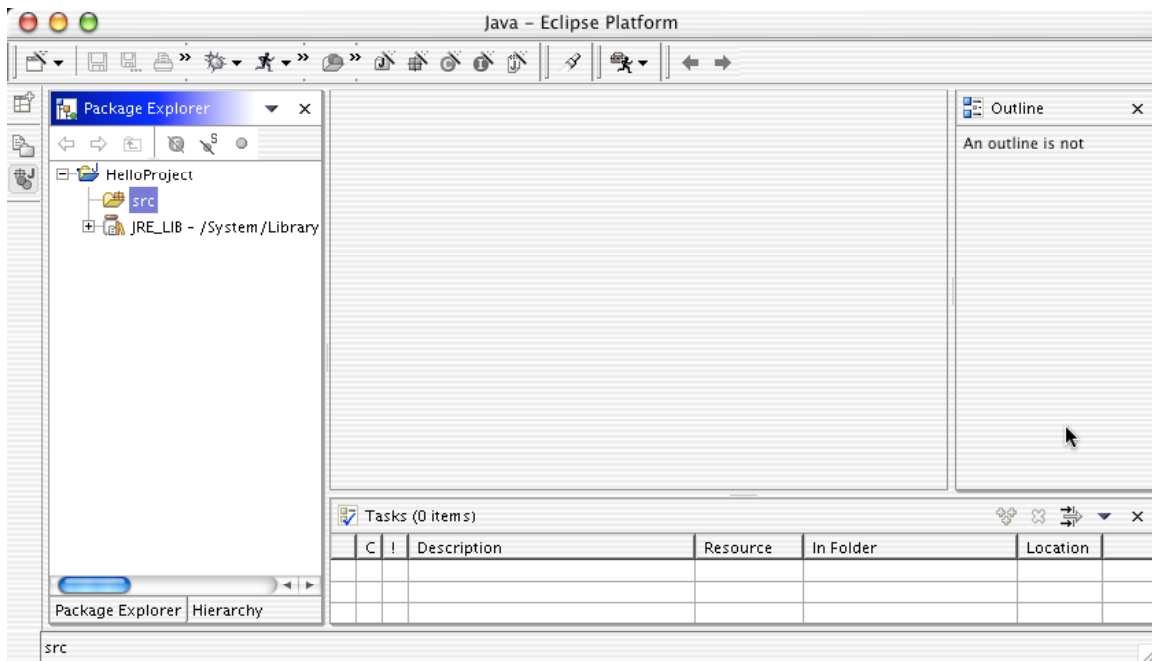 Java – Eclipse Platform
Package Explorer
Outline
An outline is not
HelloProject
src
JRE_LIB - /System/Library
Tasks (0 items)
C ! Description Resource In Folder Location
Package Explorer Hierarchy
src